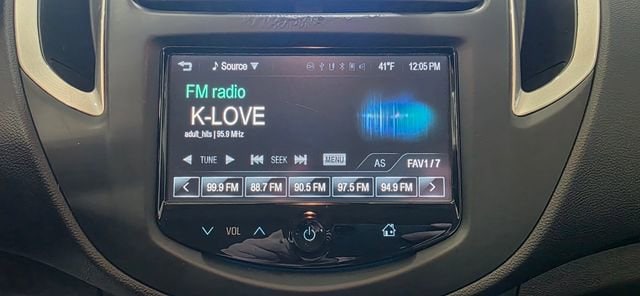 Source 41°F 12:05 PM
FM radio
K-LOVE
adult_hits | 95.9 MHz
TUNE SEEK MENU AS FAV1/7
99.9 FM 88.7 FM 90.5 FM 97.5 FM 94.9 FM
VOL